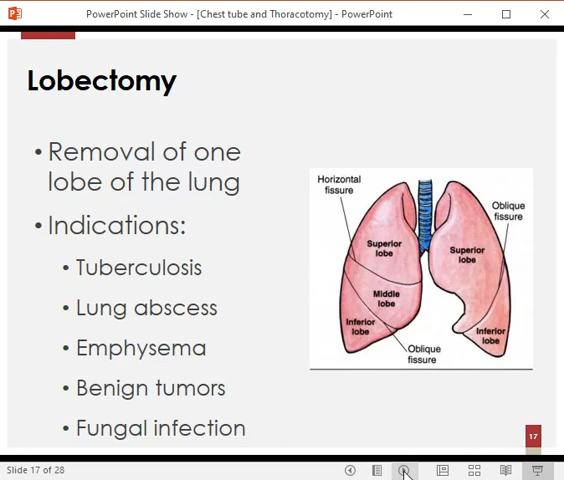 PowerPoint Slide Show - [Chest tube and Thoracotomy] - PowerPoint
Lobectomy
• Removal of one
lobe of the lung
• Indications:
• Tuberculosis
• Lung abscess
• Emphysema
• Benign tumors
• Fungal infection
Horizontal
fissure
Oblique
fissure
Superior
lobe
Superior
lobe
Middle
lobe
Inferior
lobe
Inferior
lobe
Oblique
fissure
17
Slide 17 of 28